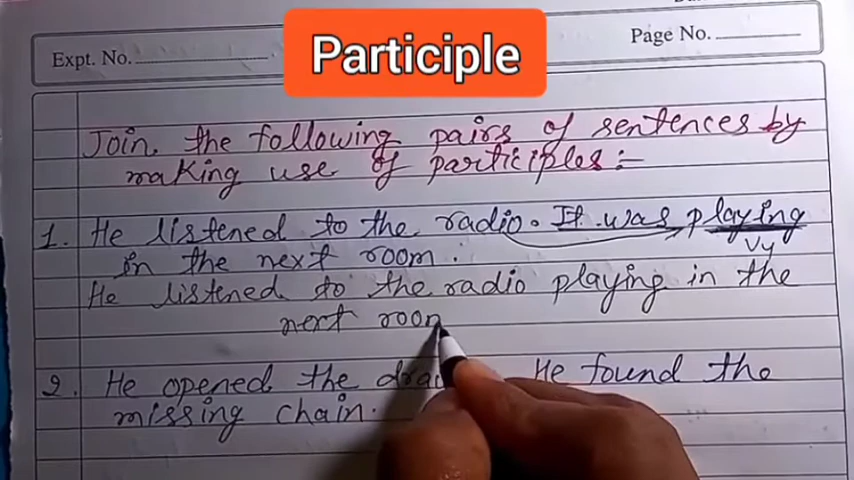 Participle
Expt. No.
Page No.
Join the following pairs of sentences by
making use of participles:-
1. He listened to the radio. It was playing
V4
in the next room.
He listened to the radio playing in the
next room
2. He opened the He found the
missing chain.